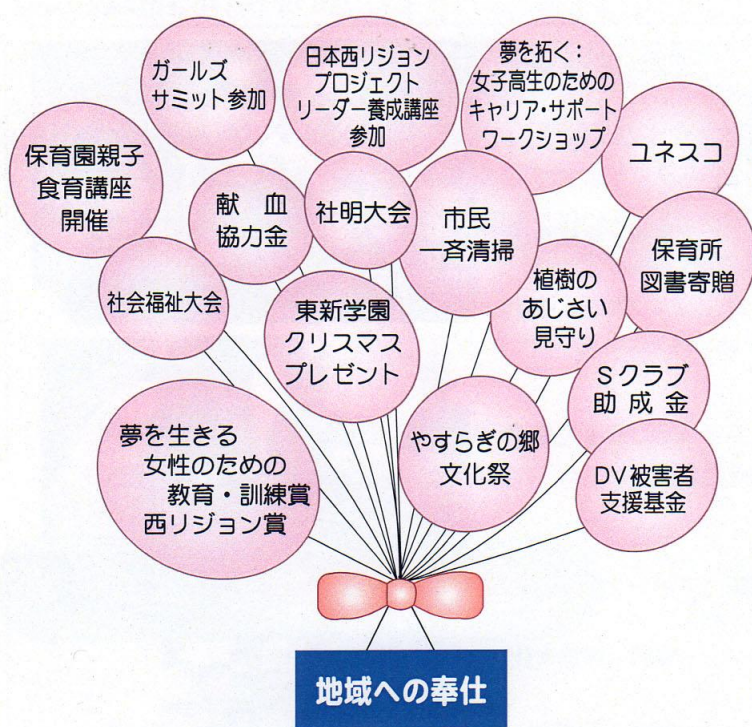 ガールズ
サミット参加
日本西リジョン
プロジェクト
リーダー養成講座
参加
夢を拓く：
女子高生のための
キャリア・サポート
ワークショップ
ユネスコ
保育園親子
食育講座
開催
献血
協力金
社明大会
市民
一斉清掃
保育所
図書寄贈
社会福祉大会
東新学園
クリスマス
プレゼント
植樹の
あじさい
見守り
Sクラブ
助成金
夢を生きる
女性のための
教育・訓練賞
西リジョン賞
やすらぎの郷
文化祭
DV被害者
支援基金
地域への奉仕